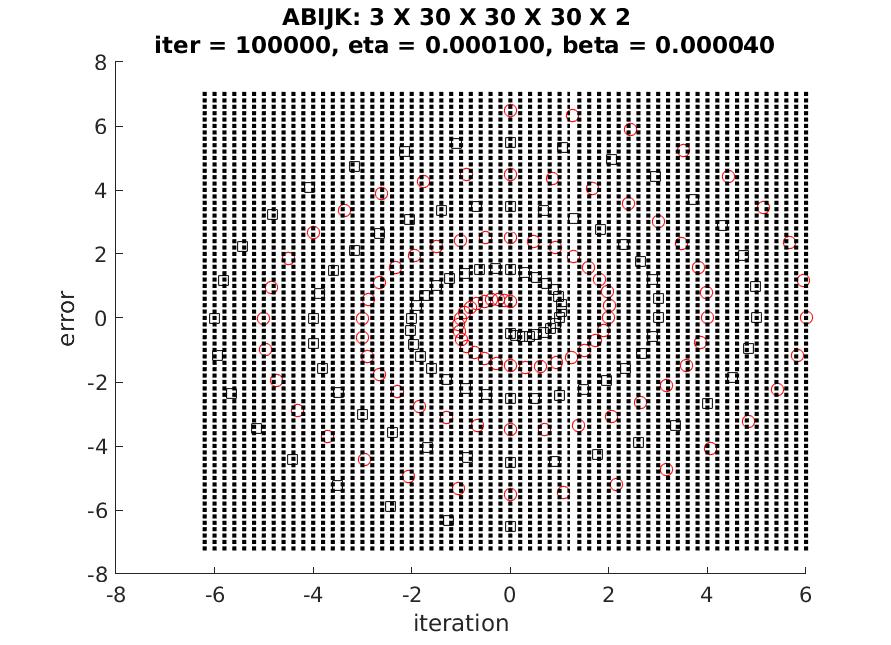 ABIJK: 3 X 30 X 30 X 30 X 2
iter = 100000, eta = 0.000100, beta = 0.000040
8
6
4
2
0
-2
-4
-6
-8
error
-8 -6 -4 -2 0 2 4 6
iteration